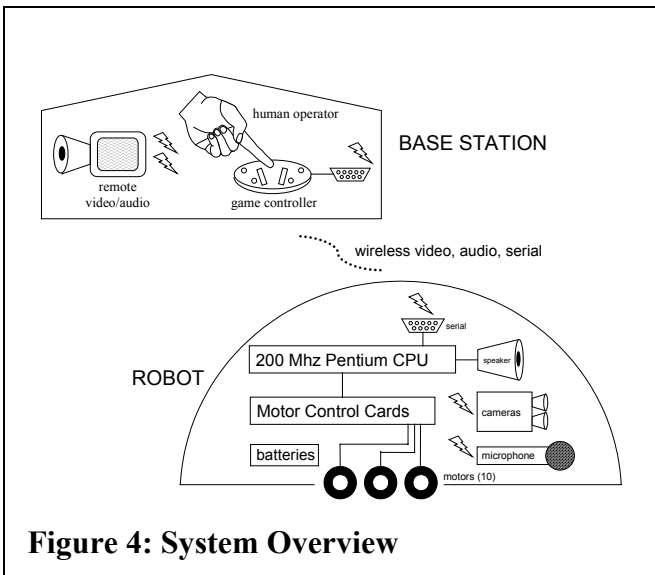 human operator
BASE STATION
remote
video/audio
game controller
wireless video, audio, serial
serial
200 Mhz Pentium CPU
speaker
ROBOT
Motor Control Cards
cameras
batteries
microphone
motors (10)
Figure 4: System Overview